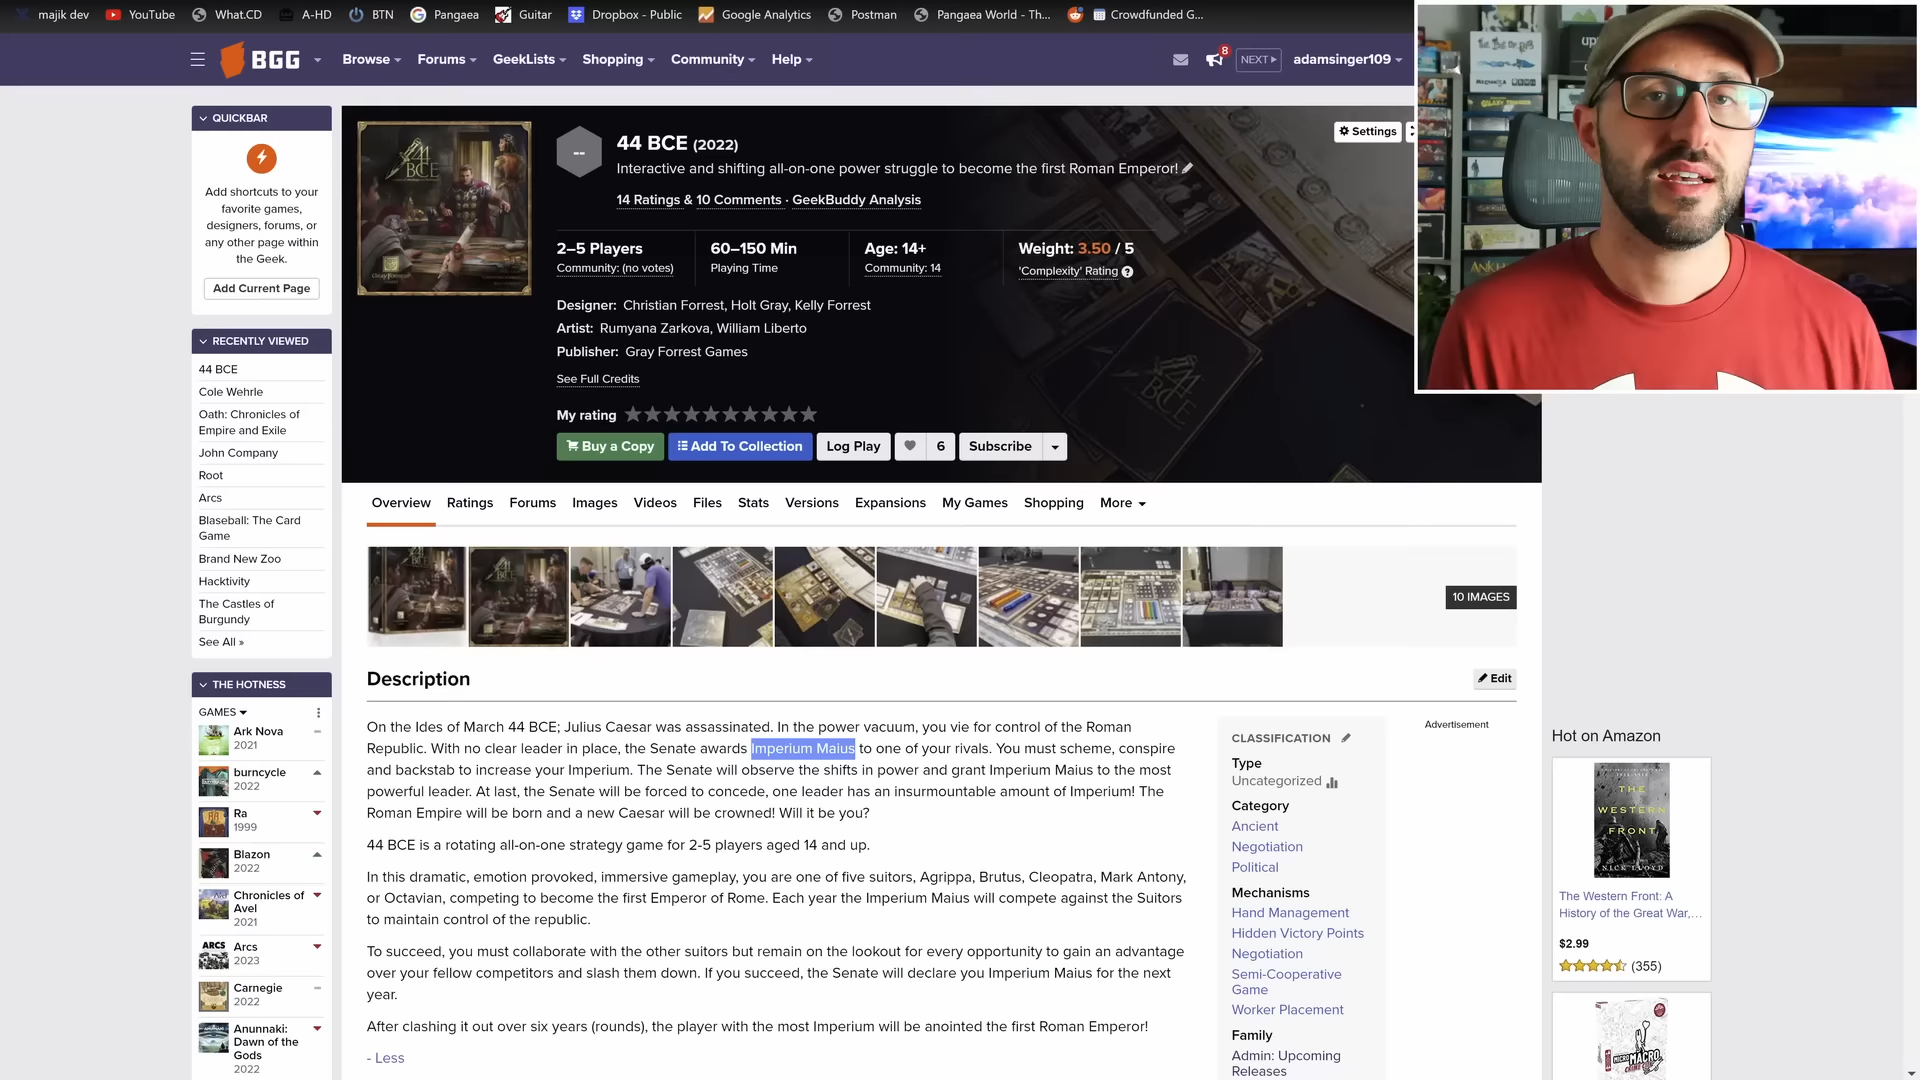 majik dev
YouTube
What.CD
A-HD
BTN
Pangaea
Guitar
Dropbox - Public
Google Analytics
Postman
Pangaea World - Th...
Crowdfunded G...
BGG
Browse
Forums
GeekLists
Shopping
Community
Help
8
NEXT
adamsinger109
QUICKBAR
Add shortcuts to your
favorite games,
designers, forums, or
any other page within
the Geek.
Add Current Page
RECENTLY VIEWED
44 BCE
Cole Wehrle
Oath: Chronicles of
Empire and Exile
John Company
Root
Arcs
Blaseball: The Card
Game
Brand New Zoo
Hacktivity
The Castles of
Burgundy
See All »
THE HOTNESS
GAMES
Ark Nova
2021
burncycle
2022
Ra
1999
Blazon
2022
Chronicles of
Avel
2021
ARCS
Arcs
2023
Carnegie
2022
Anunnaki:
Dawn of the
Gods
2022
44
BCE
--
44 BCE (2022)
Interactive and shifting all-on-one power struggle to become the first Roman Emperor!
14 Ratings & 10 Comments · GeekBuddy Analysis
2–5 Players
Community: (no votes)
60–150 Min
Playing Time
Age: 14+
Community: 14
Weight: 3.50 / 5
'Complexity' Rating
Designer: Christian Forrest, Holt Gray, Kelly Forrest
Artist: Rumyana Zarkova, William Liberto
Publisher: Gray Forrest Games
See Full Credits
My rating
Buy a Copy
Add To Collection
Log Play
6
Subscribe
Settings
Overview
Ratings
Forums
Images
Videos
Files
Stats
Versions
Expansions
My Games
Shopping
More
10 IMAGES
Description
Edit
On the Ides of March 44 BCE; Julius Caesar was assassinated. In the power vacuum, you vie for control of the Roman
Republic. With no clear leader in place, the Senate awards Imperium Maius to one of your rivals. You must scheme, conspire
and backstab to increase your Imperium. The Senate will observe the shifts in power and grant Imperium Maius to the most
powerful leader. At last, the Senate will be forced to concede, one leader has an insurmountable amount of Imperium! The
Roman Empire will be born and a new Caesar will be crowned! Will it be you?
44 BCE is a rotating all-on-one strategy game for 2-5 players aged 14 and up.
In this dramatic, emotion provoked, immersive gameplay, you are one of five suitors, Agrippa, Brutus, Cleopatra, Mark Antony,
or Octavian, competing to become the first Emperor of Rome. Each year the Imperium Maius will compete against the Suitors
to maintain control of the republic.
To succeed, you must collaborate with the other suitors but remain on the lookout for every opportunity to gain an advantage
over your fellow competitors and slash them down. If you succeed, the Senate will declare you Imperium Maius for the next
year.
After clashing it out over six years (rounds), the player with the most Imperium will be anointed the first Roman Emperor!
- Less
CLASSIFICATION
Type
Uncategorized
Category
Ancient
Negotiation
Political
Mechanisms
Hand Management
Hidden Victory Points
Negotiation
Semi-Cooperative
Game
Worker Placement
Family
Admin: Upcoming
Releases
Advertisement
Hot on Amazon
THE
WESTERN
FRONT
NICK LLOYD
The Western Front: A
History of the Great War,...
$2.99
(355)
MICRO
MACRO